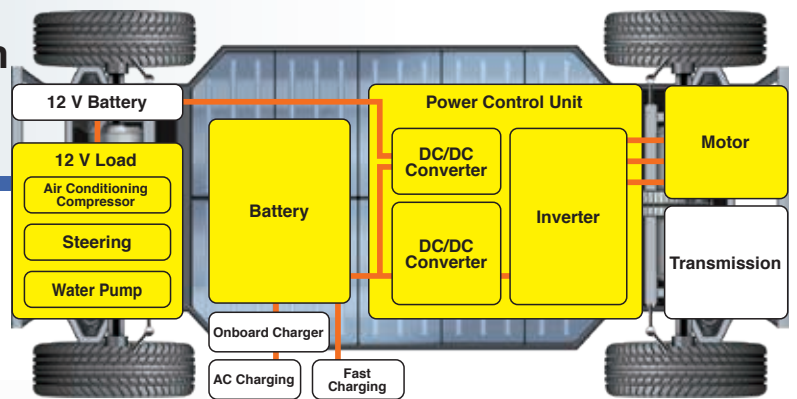 n
12 V Battery
12 V Load
Air Conditioning
Compressor
Steering
Water Pump
Battery
Onboard Charger
AC Charging
Fast
Charging
Power Control Unit
DC/DC
Converter
DC/DC
Converter
Inverter
Motor
Transmission